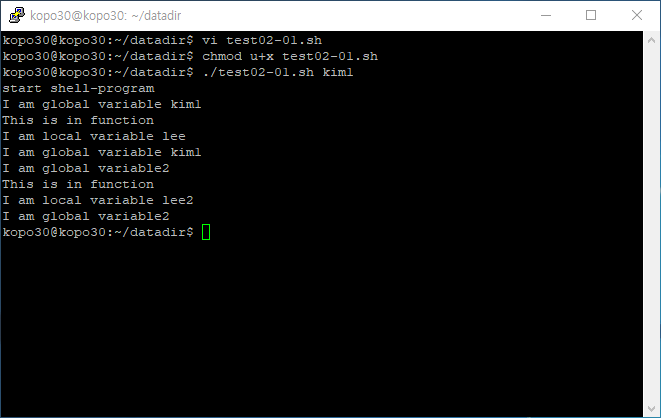 kopo30@kopo30: ~/datadir
kopo30@kopo30:~/datadir$ vi test02-01.sh
kopo30@kopo30:~/datadir$ chmod u+x test02-01.sh
kopo30@kopo30:~/datadir$ ./test02-01.sh kim1
start shell-program
I am global variable kim1
This is in function
I am local variable lee
I am global variable kim1
I am global variable2
This is in function
I am local variable lee2
I am global variable2
kopo30@kopo30:~/datadir$